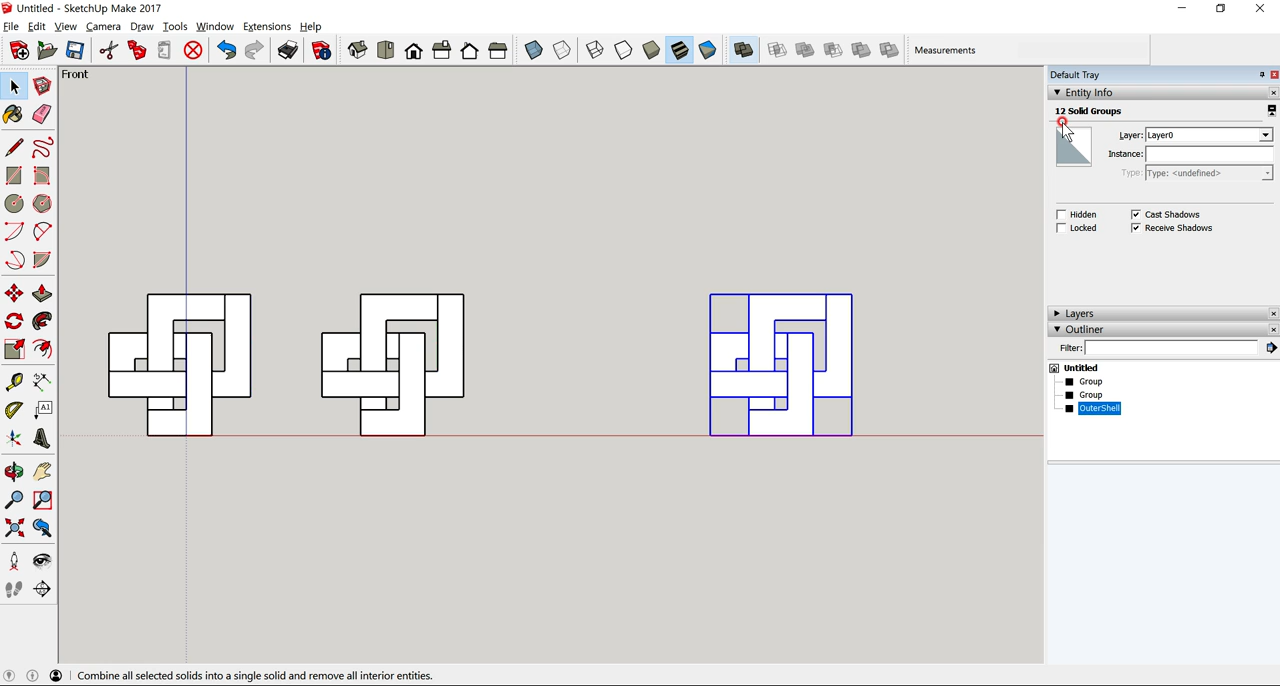 Untitled - SketchUp Make 2017
File Edit View Camera Draw Tools Window Extensions Help
Measurements
Front
A1
Default Tray
Entity Info
12 Solid Groups
Layer: Layer0
Instance:
Type: Type: <undefined>
Hidden Cast Shadows
Locked Receive Shadows
Layers
Outliner
Filter:
Untitled
Group
Group
OuterShell
Combine all selected solids into a single solid and remove all interior entities.